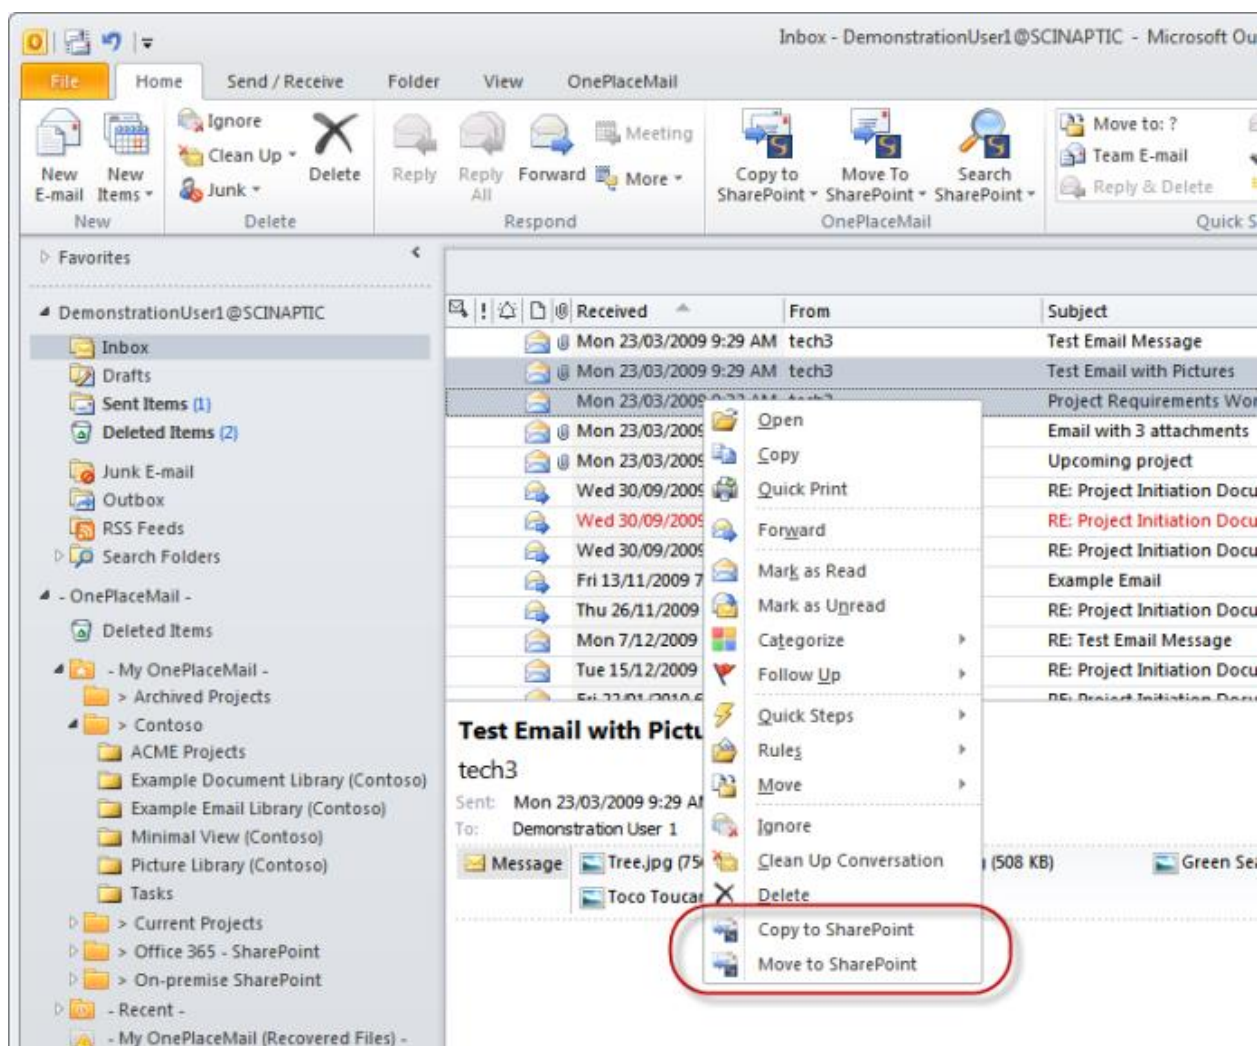 Inbox - DemonstrationUser1@SCINAPTIC - Microsoft Ou
File Home Send / Receive Folder View OnePlaceMail
New E-mail
New Items
New
Ignore
Clean Up
Junk
Delete
Delete
Reply
Reply All
Forward
Meeting
More
Respond
Copy to SharePoint
Move To SharePoint
Search SharePoint
OnePlaceMail
Move to: ?
Team E-mail
Reply & Delete
Quick S
Favorites
DemonstrationUser1@SCINAPTIC
Inbox
Drafts
Sent Items (1)
Deleted Items (2)
Junk E-mail
Outbox
RSS Feeds
Search Folders
- OnePlaceMail -
Deleted Items
- My OnePlaceMail -
> Archived Projects
> Contoso
ACME Projects
Example Document Library (Contoso)
Example Email Library (Contoso)
Minimal View (Contoso)
Picture Library (Contoso)
Tasks
> Current Projects
> Office 365 - SharePoint
> On-premise SharePoint
- Recent -
- My OnePlaceMail (Recovered Files) -
Received From Subject
Mon 23/03/2009 9:29 AM tech3 Test Email Message
Mon 23/03/2009 9:29 AM tech3 Test Email with Pictures
Mon 23/03/2009 Project Requirements Wor
Mon 23/03/2009 Email with 3 attachments
Mon 23/03/2009 Upcoming project
Wed 30/09/2009 RE: Project Initiation Docu
Wed 30/09/2009 RE: Project Initiation Docu
Wed 30/09/2009 RE: Project Initiation Docu
Fri 13/11/2009 7 Example Email
Thu 26/11/2009 RE: Project Initiation Docu
Mon 7/12/2009 RE: Test Email Message
Tue 15/12/2009 RE: Project Initiation Docu
Fri 22/01/2010 6 RE: Project Initiation Docu
Open
Copy
Quick Print
Forward
Mark as Read
Mark as Unread
Categorize
Follow Up
Quick Steps
Rules
Move
Ignore
Clean Up Conversation
Delete
Copy to SharePoint
Move to SharePoint
Test Email with Pictu
tech3
Sent: Mon 23/03/2009 9:29 AM
To: Demonstration User 1
Message Tree.jpg (75 (508 KB) Green Sea
Toco Toucan